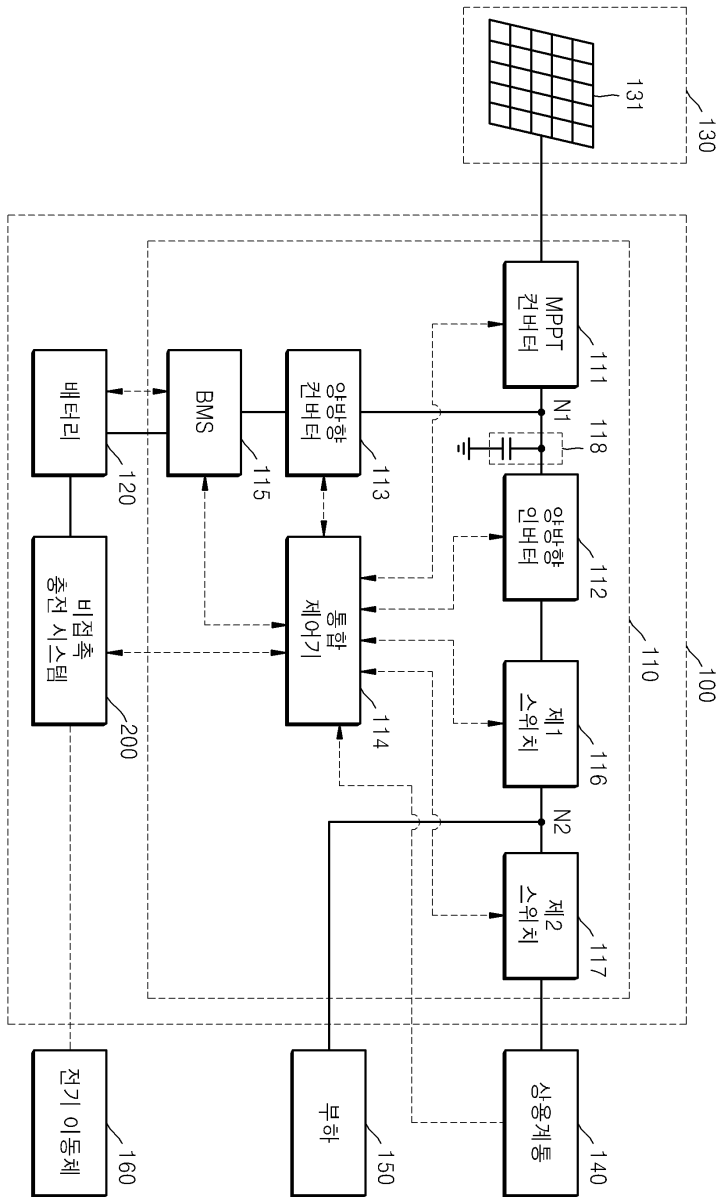 130
131
100
110
MPPT
컨버터
111
N1
118
양방향
인버터
112
제1
스위치
116
N2
제2
스위치
117
상용계통
140
양방향
컨버터
113
통합
제어기
114
부하
150
BMS
115
배터리
120
비접촉
충전 시스템
200
전기 이동체
160